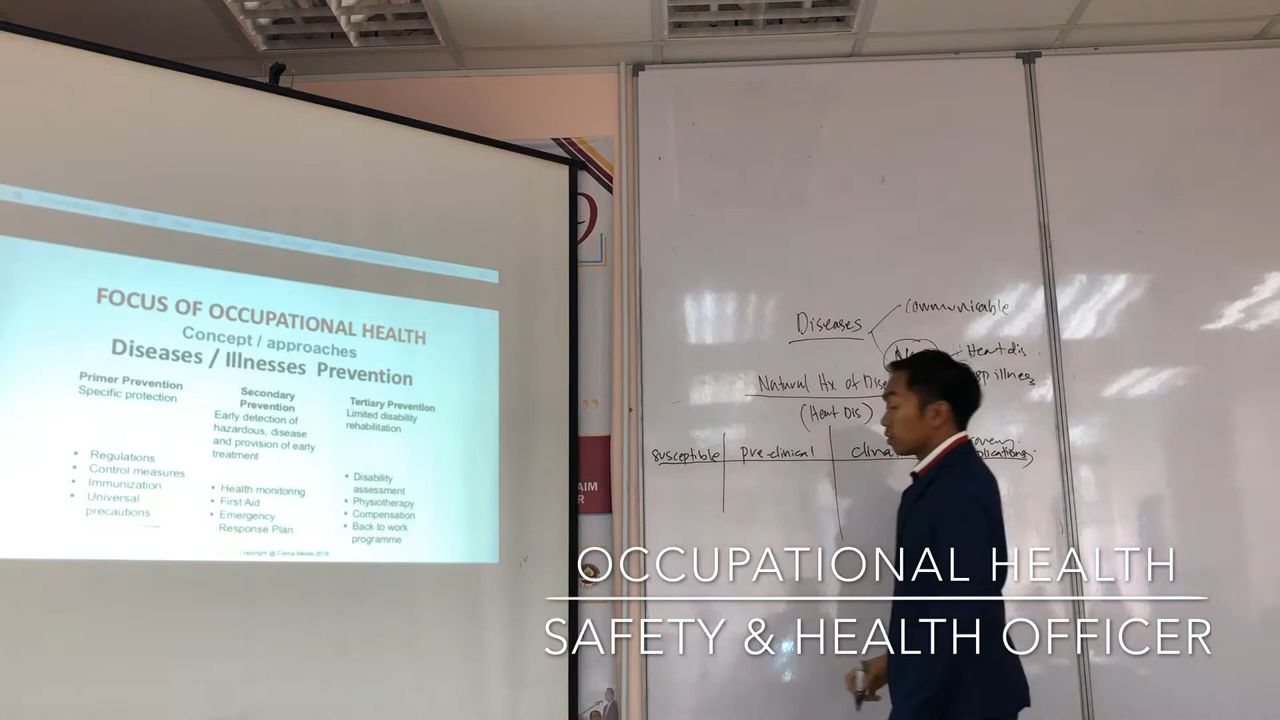 FOCUS OF OCCUPATIONAL HEALTH
Concept / approaches
Diseases / Illnesses Prevention
Primer Prevention
Specific protection
Regulations
Control measures
Immunization
Universal
precautions
Secondary
Prevention
Early detection of
hazardous, disease
and provision of early
treatment
Health monitoring
First Aid
Emergency
Response Plan
Tertiary Prevention
Limited disability
rehabilitation
Disability
assessment
Physiotherapy
Compensation
Back to work
programme
AIM
R
Diseases
Communicable
Heart dis.
Natural Hx of
(Heart Dis)
susceptible
pre-clinical
OCCUPATIONAL HEALTH
SAFETY & HEALTH OFFICER